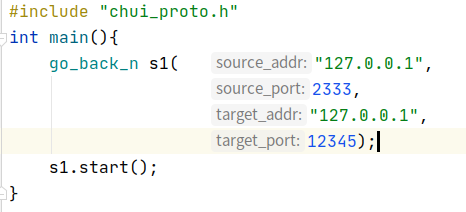 #include "chui_proto.h"
int main(){
go_back_n s1( source_addr: "127.0.0.1",
source_port: 2333,
target_addr: "127.0.0.1",
target_port: 12345);
s1.start();
}